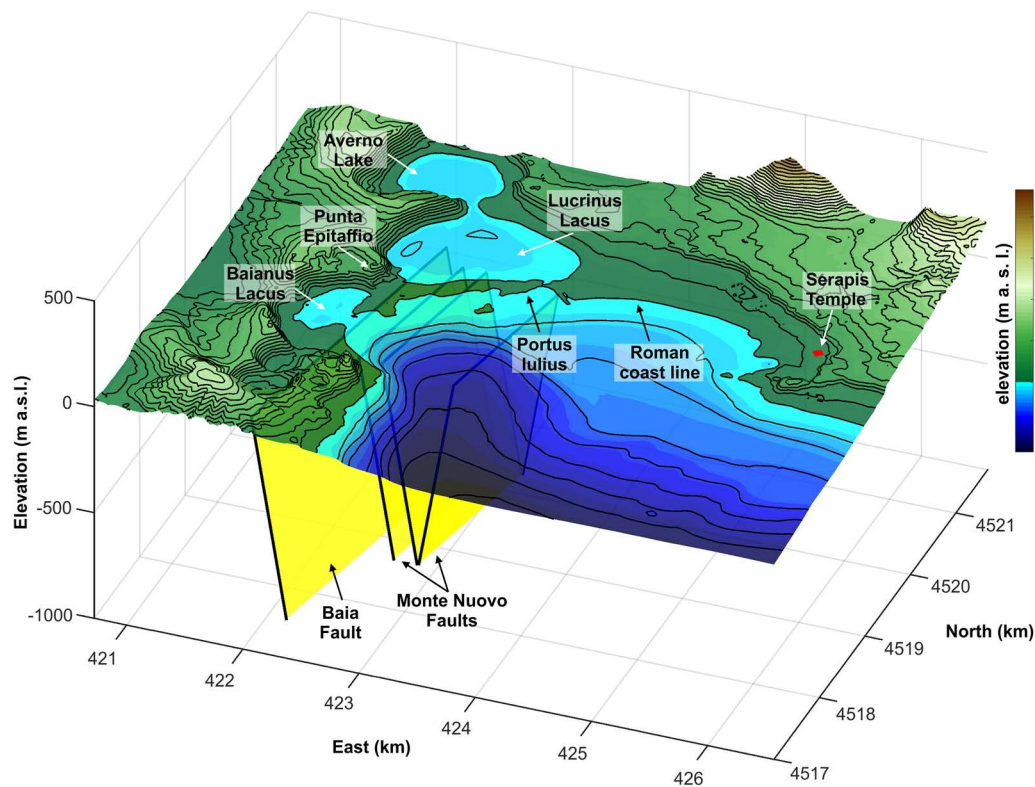 Averno
Lake
Lucrinus
Lacus
Punta
Epitaffio
Baianus
Lacus
Serapis
Temple
Portus
Iulius
Roman
coast line
500
0
-500
-1000
Elevation (m a.s.l.)
elevation (m a. s. l.)
Baia
Fault
Monte Nuovo
Faults
421
422
423
424
425
426
East (km)
4517
4518
4519
4520
4521
North (km)